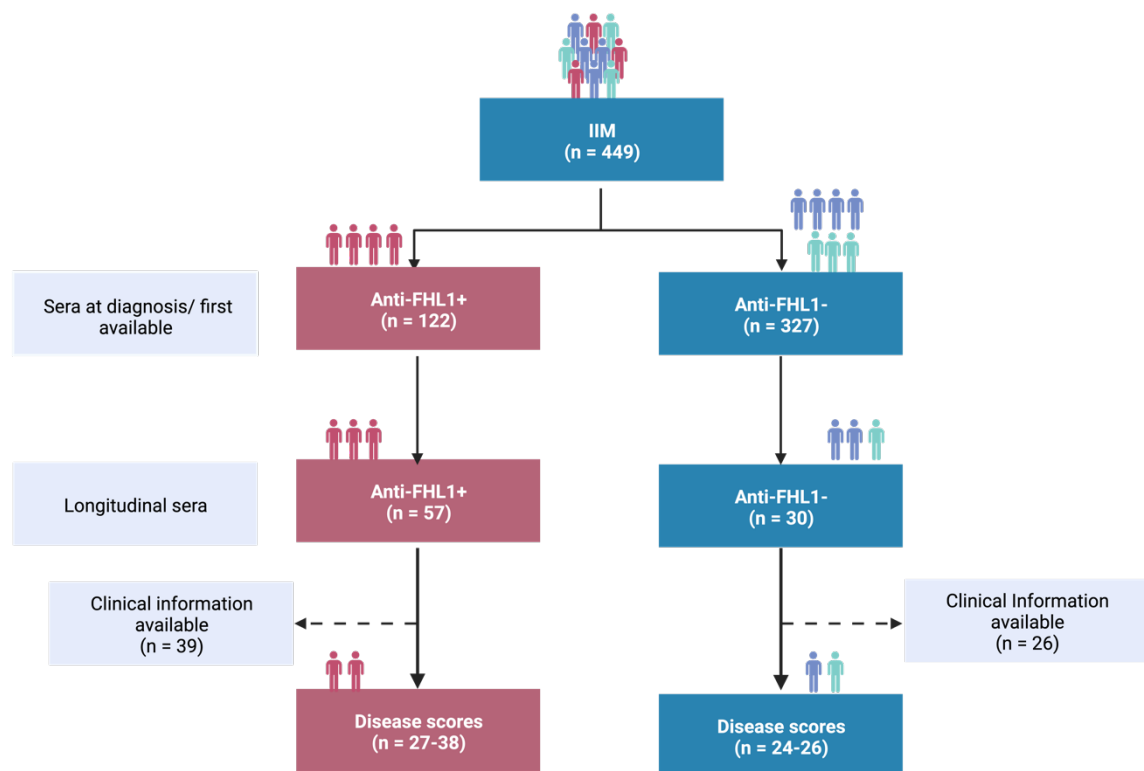 IIM
(n = 449)
Sera at diagnosis/ first
available
Anti-FHL1+
(n = 122)
Anti-FHL1-
(n = 327)
Longitudinal sera
Anti-FHL1+
(n = 57)
Anti-FHL1-
(n = 30)
Clinical information
available
(n = 39)
Clinical Information
available
(n = 26)
Disease scores
(n = 27-38)
Disease scores
(n = 24-26)